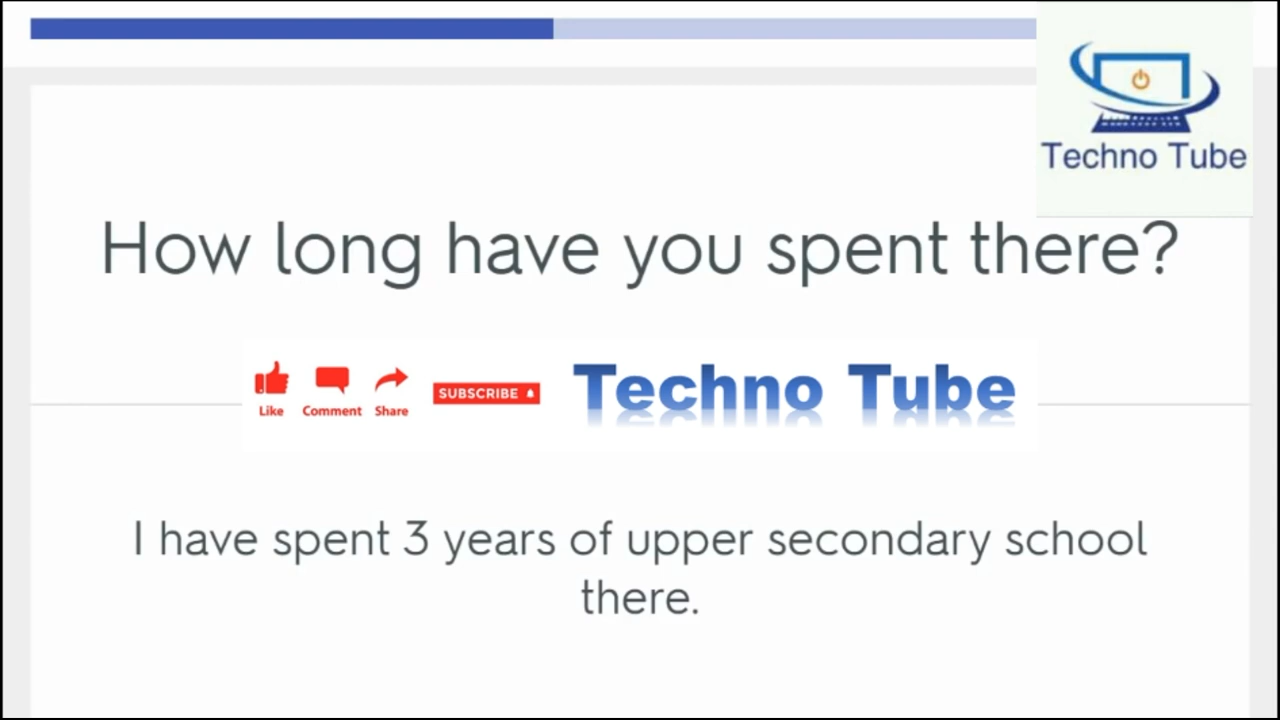 Techno Tube
How long have you spent there?
Like Comment Share SUBSCRIBE Techno Tube
I have spent 3 years of upper secondary school
there.